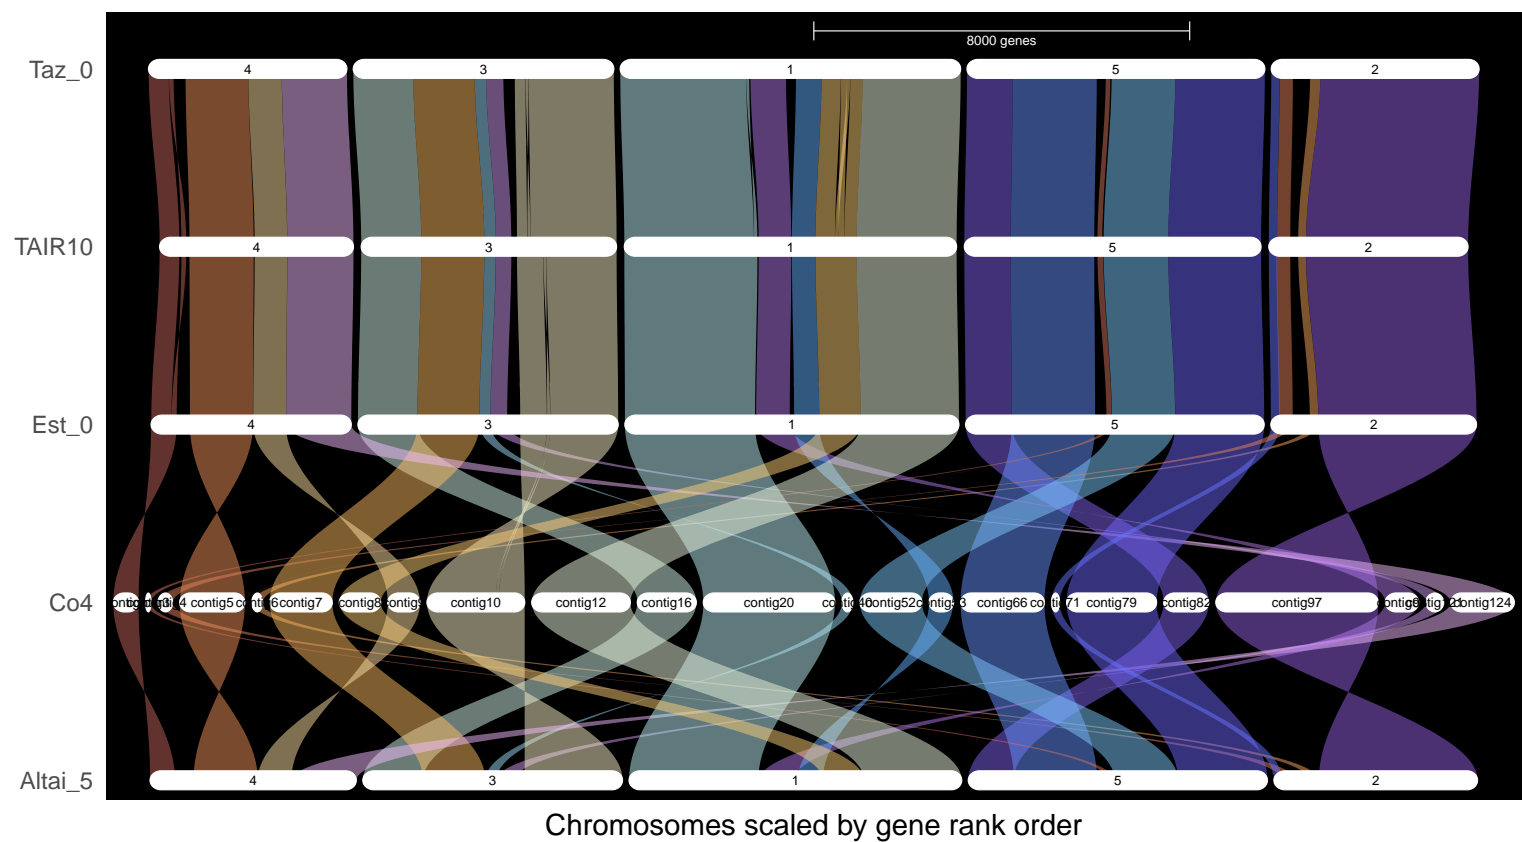 8000 genes
Taz_0 4 3 1 5 2
TAIR10 4 3 1 5 2
Est_0 4 3 1 5 2
Co4 contig5 contig7 contig10 contig12 contig16 contig20 contig52 contig66 contig79 contig82 contig97 contig124
Altai_5 4 3 1 5 2
Chromosomes scaled by gene rank order